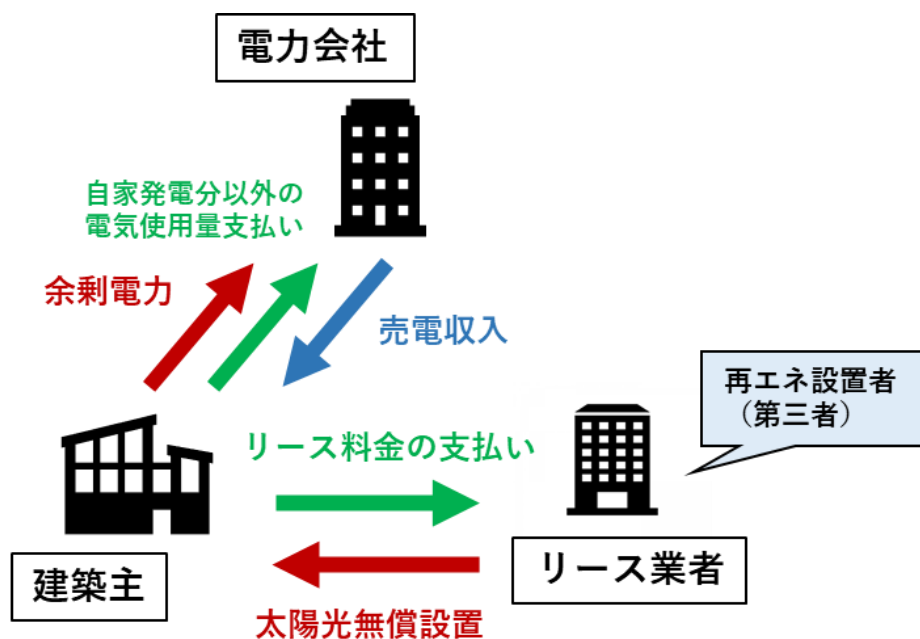 電力会社
自家発電分以外の
電気使用量支払い
余剰電力
売電収入
再エネ設置者
（第三者）
リース料金の支払い
建築主
リース業者
太陽光無償設置